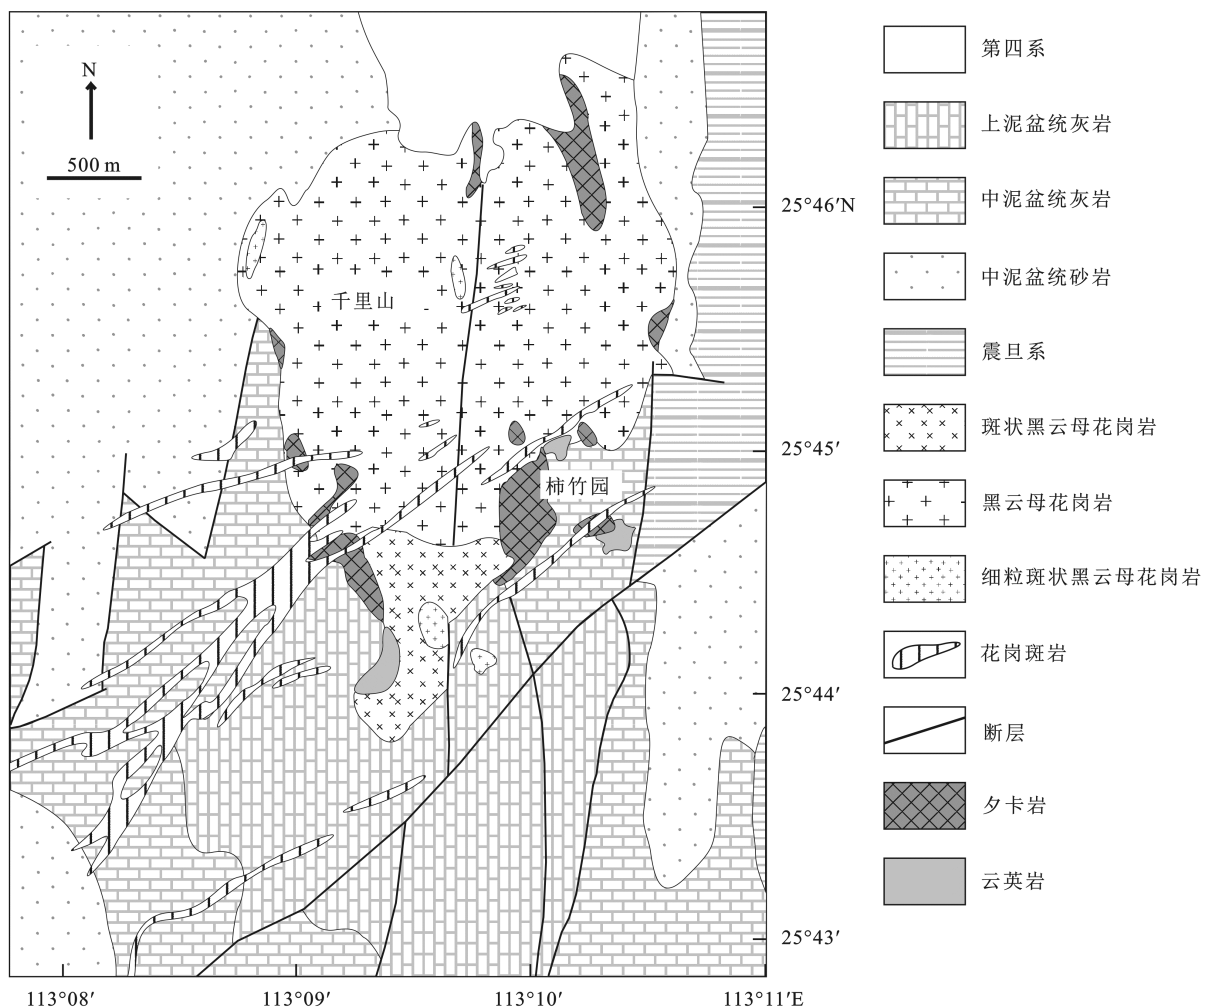 N
500 m
千里山
柿竹园
25°46′N
25°45′
25°44′
25°43′
113°08′
113°09′
113°10′
113°11′E
第四系
上泥盆统灰岩
中泥盆统灰岩
中泥盆统砂岩
震旦系
斑状黑云母花岗岩
黑云母花岗岩
细粒斑状黑云母花岗岩
花岗斑岩
断层
夕卡岩
云英岩